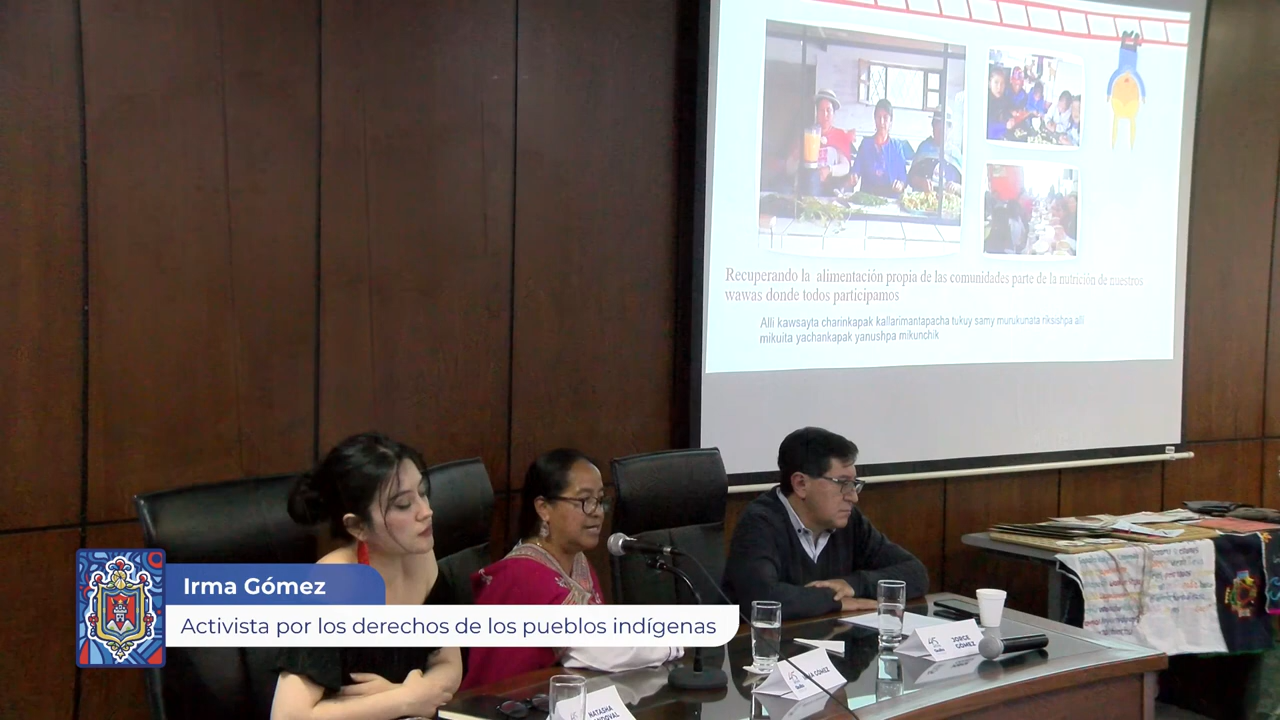 Recuperando la alimentación propia de las comunidades parte de la nutrición de nuestros
wawas donde todos participamos
Alli kawsayta charinkapak kallarimantapacha tukuy samy murukunata riksishpa alli
mikuita yachankapak yanushpa mikunchik
Irma Gómez
Activista por los derechos de los pueblos indígenas
JORGE
GÓMEZ
GÓMEZ
NATASHA